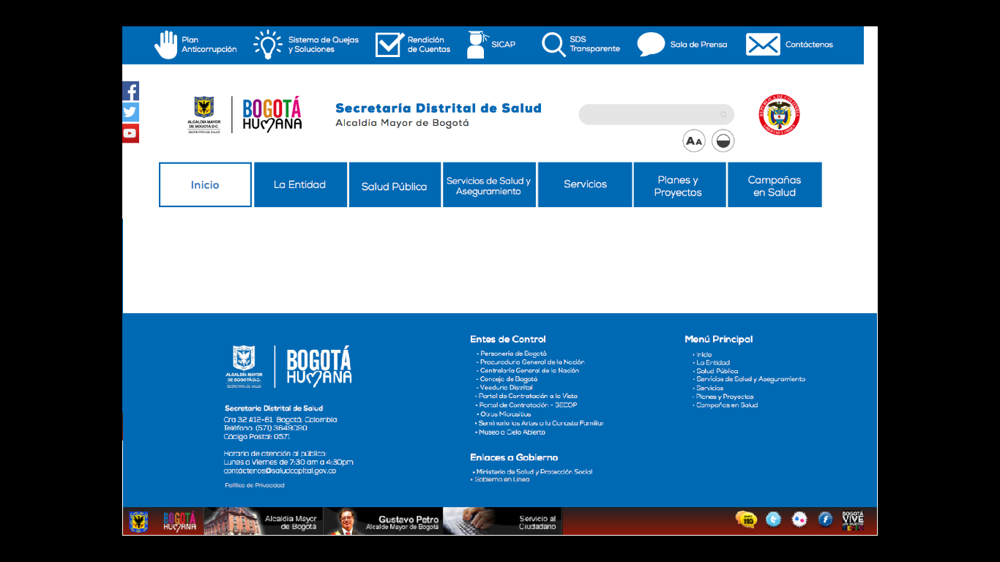 Plan
Anticorrupción
Sistema de Quejas
y Soluciones
Rendición
de Cuentas
SICAP
SDS
Transparente
Sala de Prensa
Contáctenos
ALCALDÍA MAYOR
DE BOGOTÁ D.C.
SECRETARÍA DE SALUD
BOGOTÁ
HUMANA
Secretaría Distrital de Salud
Alcaldía Mayor de Bogotá
REPUBLICA DE COLOMBIA
LIBERTAD Y ORDEN
AA
Inicio
La Entidad
Salud Pública
Servicios de Salud y
Aseguramiento
Servicios
Planes y
Proyectos
Campañas
en Salud
ALCALDÍA MAYOR
DE BOGOTÁ D.C.
SECRETARÍA DE SALUD
BOGOTÁ
HUMANA
Secretaría Distrital de Salud
Cra 32 #12-81. Bogotá, Colombia
Teléfono: (571) 3649090
Código Postal: 0571
Horario de atención al público:
Lunes a Viernes de 7:30 am a 4:30pm
contáctenos@saludcapital.gov.co
Política de Privacidad
Entes de Control
• Personería de Bogotá
• Procuraduría General de la Nación
• Contraloría General de la Nación
• Concejo de Bogotá
• Veeduría Distrital
• Portal de Contratación a la Vista
• Portal de Contratación - SECOP
• Otros Micrositios
• Seminario las Artes a la Canasta Familiar
• Museo a Cielo Abierto
Enlaces a Gobierno
• Ministerio de Salud y Protección Social
• Gobierno en Línea
Menú Principal
• Inicio
• La Entidad
• Salud Pública
• Servicios de Salud y Aseguramiento
• Servicios
• Planes y Proyectos
• Campañas en Salud
BOGOTÁ
HUMANA
Alcaldía Mayor
de Bogotá
Gustavo Petro
Alcalde Mayor de Bogotá
Servicio al
Ciudadano
195
BOGOTÁ
VIVE
UN NUEVO